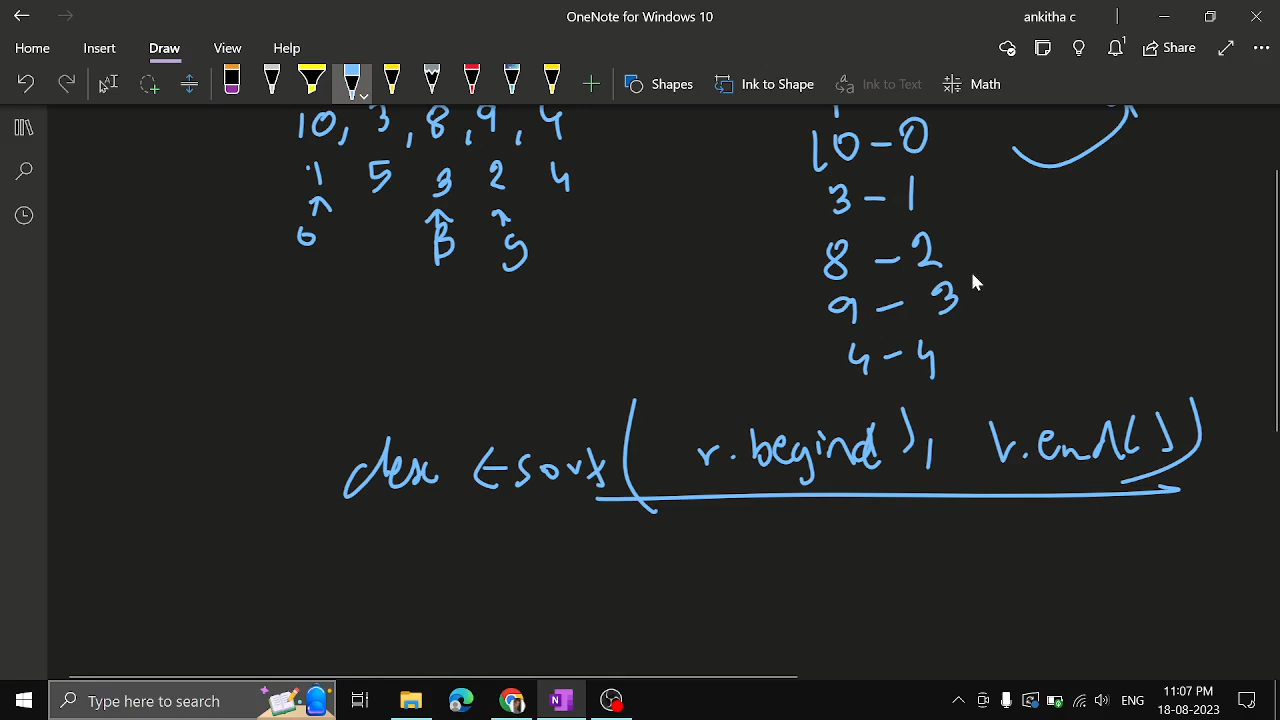 OneNote for Windows 10
ankitha c
Home Insert Draw View Help
Share
Shapes Ink to Shape Ink to Text Math
10, 3, 8, 9, 4
1 5 3 2 4
G B S
10 - 0
3 - 1
8 - 2
9 - 3
4 - 4
sort( r.begin( ), r.end( ))
Type here to search
ENG
11:07 PM
18-08-2023